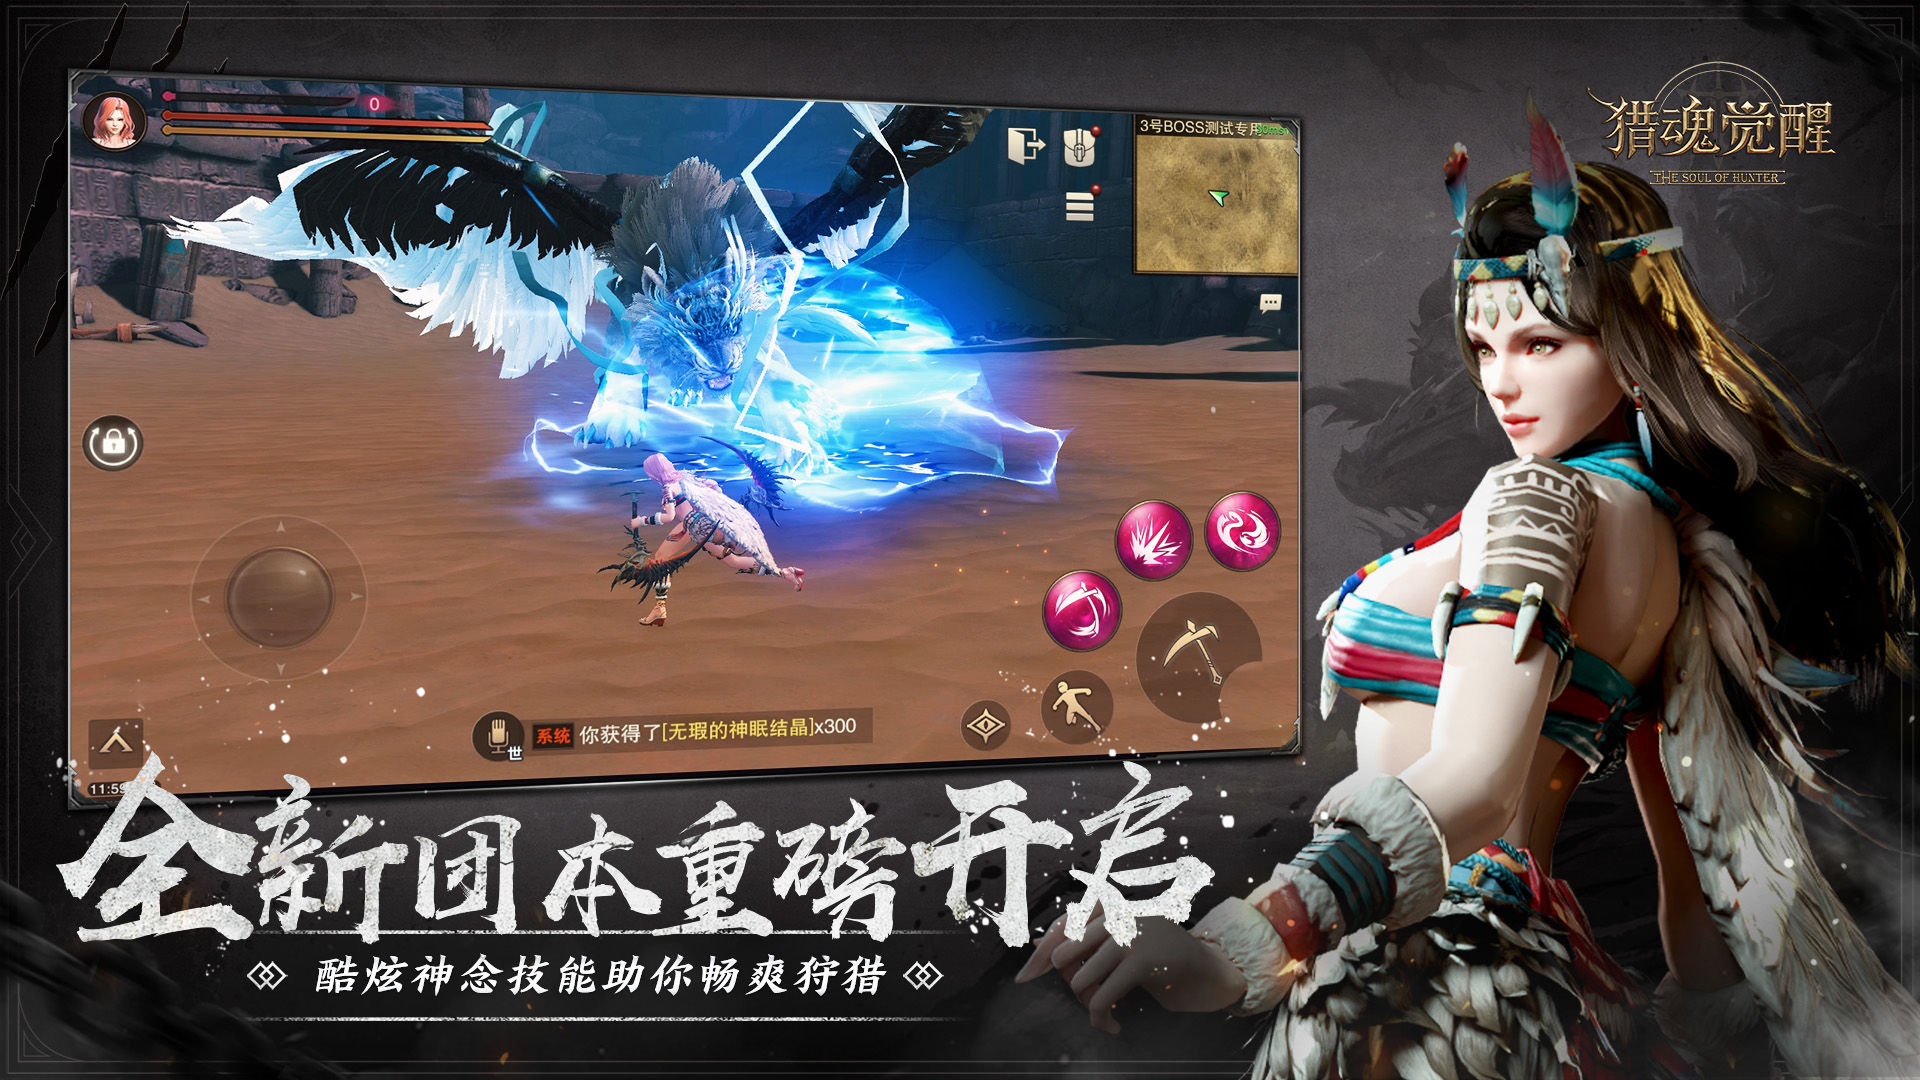 猎魂觉醒
THE SOUL OF HUNTER
0
3号BOSS测试专用
世
系统 你获得了[无瑕的神眠结晶]x300
11:59
全新团本重磅开启
酷炫神念技能助你畅爽狩猎